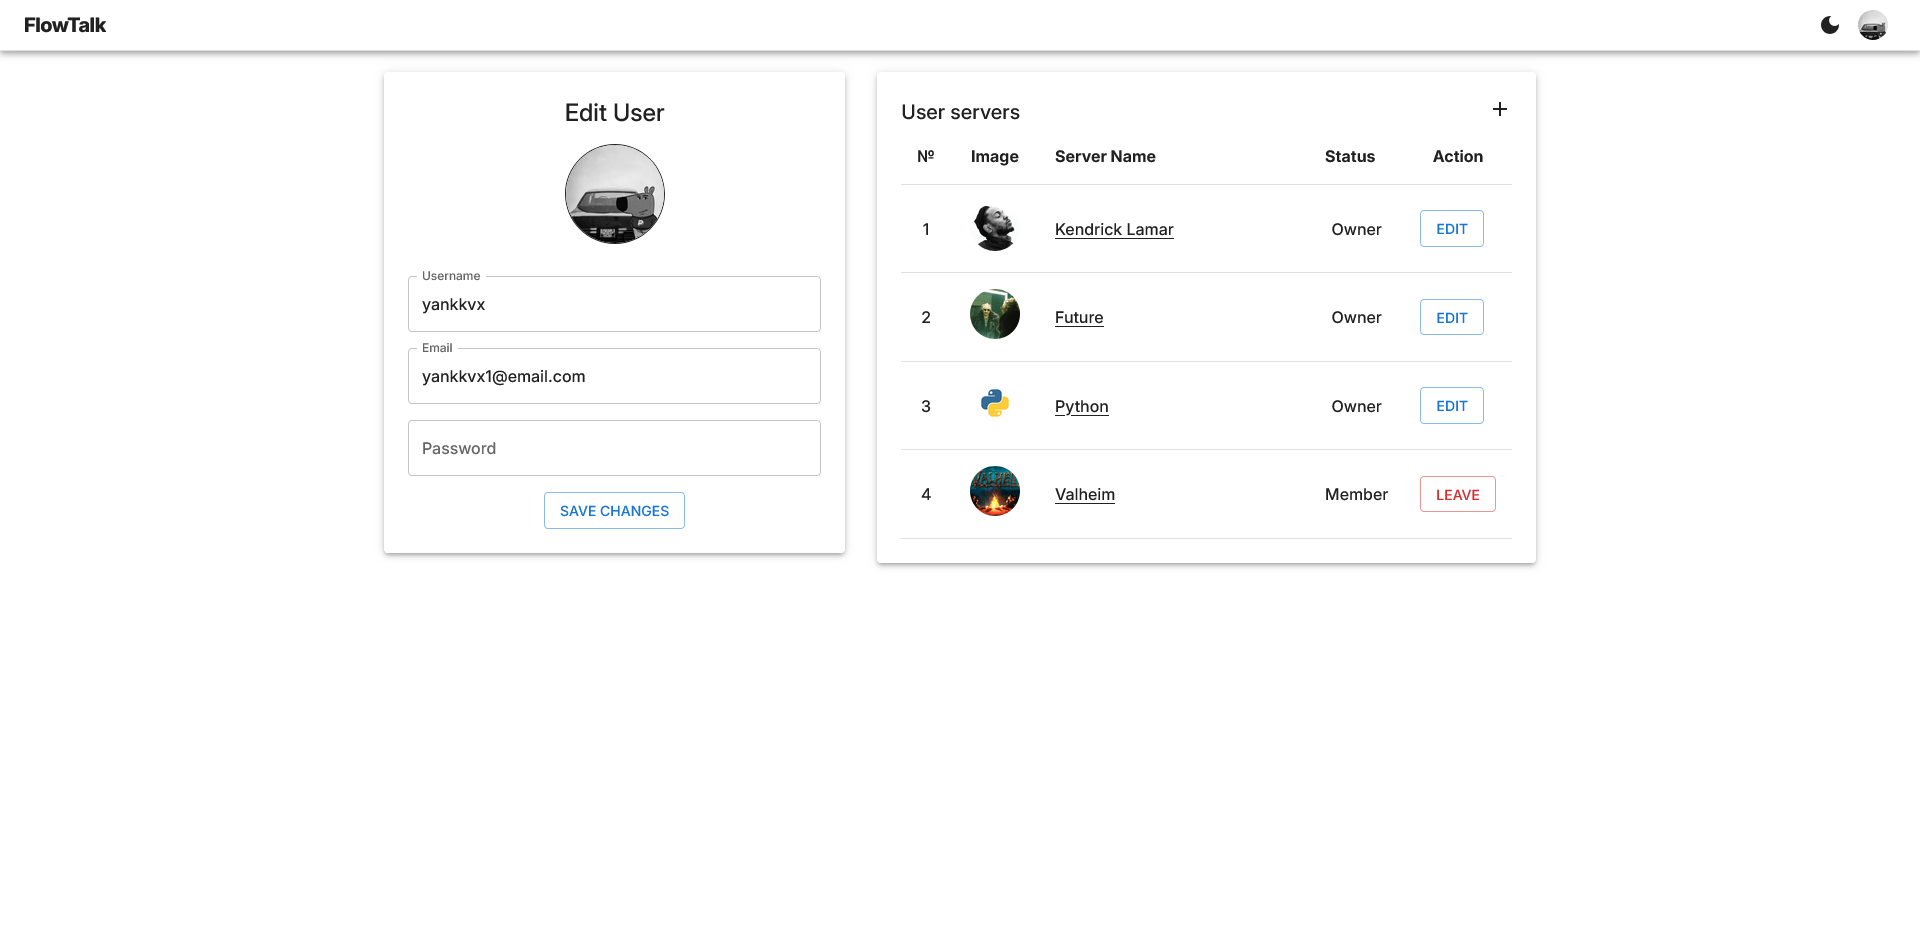 FlowTalk
Edit User
Username
yankkvx
Email
yankkvx1@email.com
Password
SAVE CHANGES
User servers
№ Image Server Name Status Action
1 Kendrick Lamar Owner EDIT
2 Future Owner EDIT
3 Python Owner EDIT
4 Valheim Member LEAVE